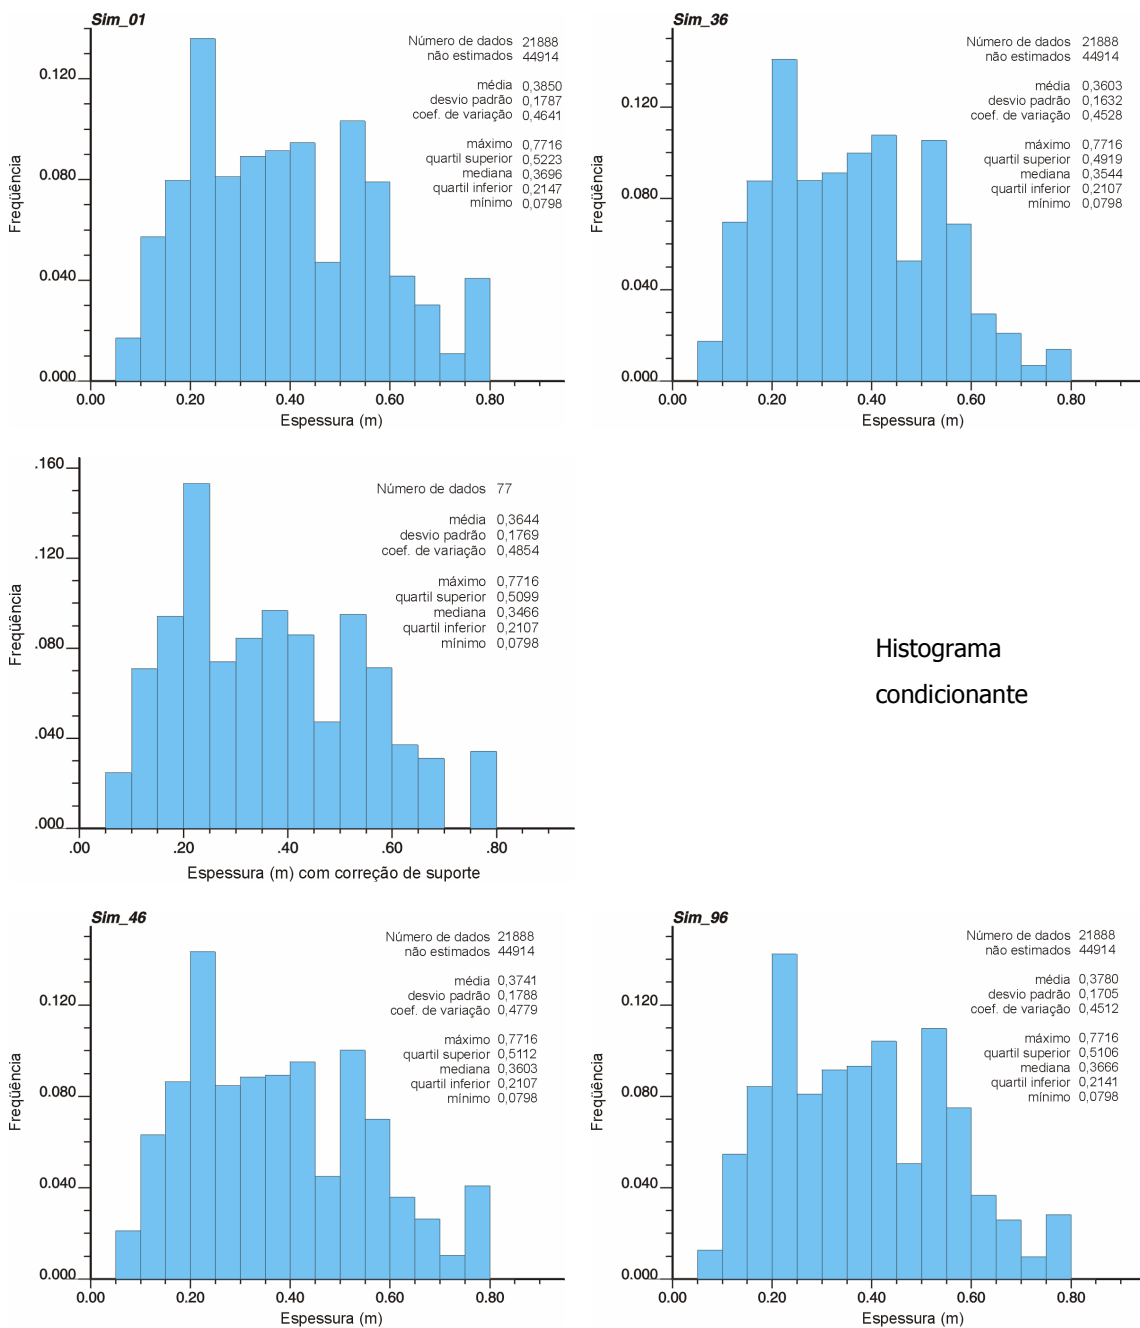 Sim_01
Número de dados 21888
não estimados 44914
média 0,3850
desvio padrão 0,1787
coef. de variação 0,4641
máximo 0,7716
quartil superior 0,5223
mediana 0,3696
quartil inferior 0,2147
mínimo 0,0798
Freqüência
0.120
0.080
0.040
0.000
0.00 0.20 0.40 0.60 0.80
Espessura (m)
Sim_36
Número de dados 21888
não estimados 44914
média 0,3603
desvio padrão 0,1632
coef. de variação 0,4528
máximo 0,7716
quartil superior 0,4919
mediana 0,3544
quartil inferior 0,2107
mínimo 0,0798
Freqüência
0.120
0.080
0.040
0.000
0.00 0.20 0.40 0.60 0.80
Espessura (m)
Número de dados 77
média 0,3644
desvio padrão 0,1769
coef. de variação 0,4854
máximo 0,7716
quartil superior 0,5099
mediana 0,3466
quartil inferior 0,2107
mínimo 0,0798
Freqüência
.160
.120
.080
.040
.000
.00 .20 .40 .60 .80
Espessura (m) com correção de suporte
Histograma
condicionante
Sim_46
Número de dados 21888
não estimados 44914
média 0,3741
desvio padrão 0,1788
coef. de variação 0,4779
máximo 0,7716
quartil superior 0,5112
mediana 0,3603
quartil inferior 0,2107
mínimo 0,0798
Freqüência
0.120
0.080
0.040
0.000
0.00 0.20 0.40 0.60 0.80
Espessura (m)
Sim_96
Número de dados 21888
não estimados 44914
média 0,3780
desvio padrão 0,1705
coef. de variação 0,4512
máximo 0,7716
quartil superior 0,5106
mediana 0,3666
quartil inferior 0,2141
mínimo 0,0798
Freqüência
0.120
0.080
0.040
0.000
0.00 0.20 0.40 0.60 0.80
Espessura (m)